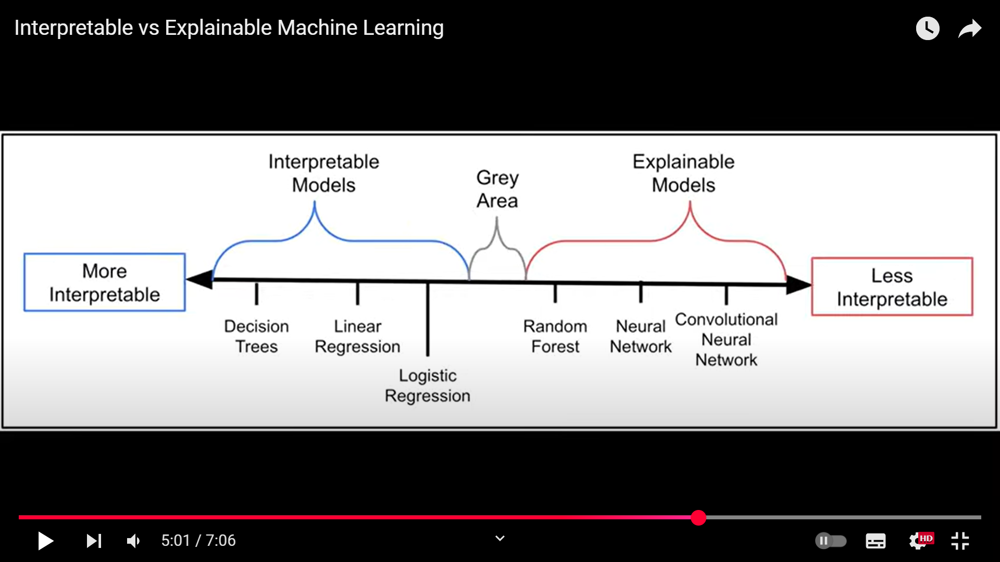 Interpretable vs Explainable Machine Learning
Interpretable
Models
Grey
Area
Explainable
Models
More
Interpretable
Less
Interpretable
Decision
Trees
Linear
Regression
Logistic
Regression
Random
Forest
Neural
Network
Convolutional
Neural
Network
5:01 / 7:06
HD